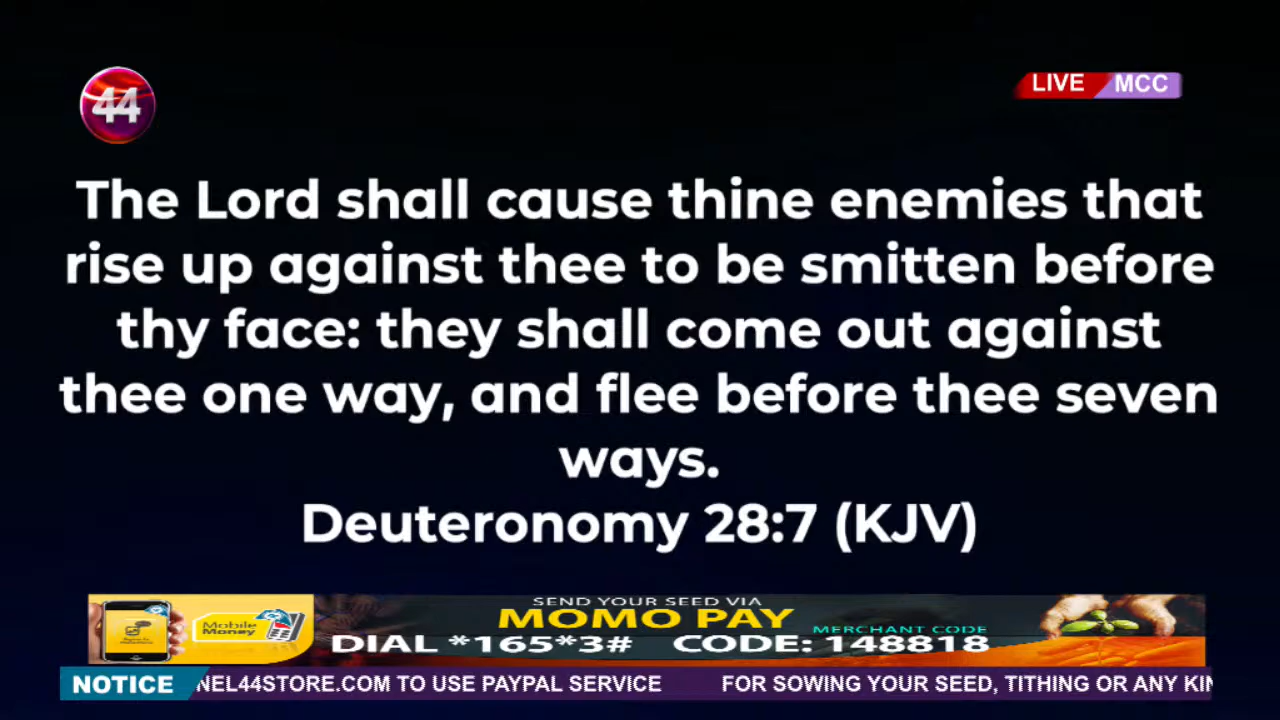 44
LIVE MCC
The Lord shall cause thine enemies that
rise up against thee to be smitten before
thy face: they shall come out against
thee one way, and flee before thee seven
ways.
Deuteronomy 28:7 (KJV)
SEND YOUR SEED VIA
MOMO PAY
Mobile
Money
MERCHANT CODE
DIAL *165*3# CODE: 148818
NOTICE NEL44STORE.COM TO USE PAYPAL SERVICE FOR SOWING YOUR SEED, TITHING OR ANY KIN